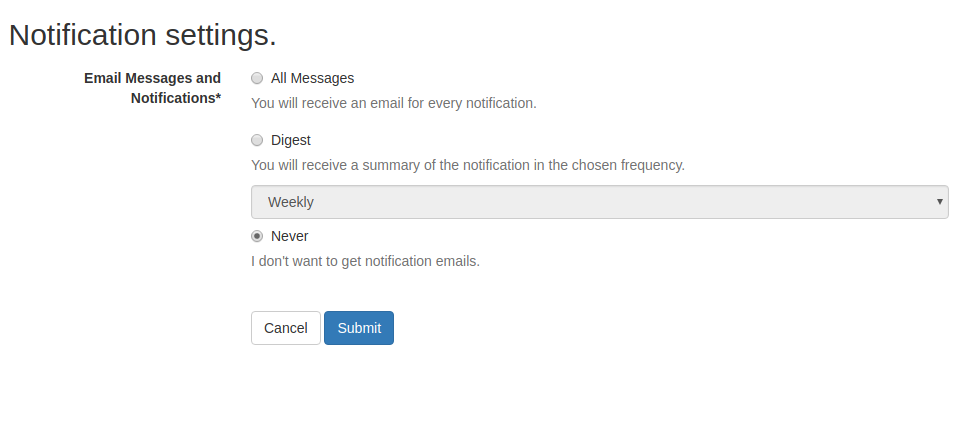 Notification settings.
Email Messages and
Notifications*
All Messages
You will receive an email for every notification.
Digest
You will receive a summary of the notification in the chosen frequency.
Weekly
Never
I don't want to get notification emails.
Cancel Submit